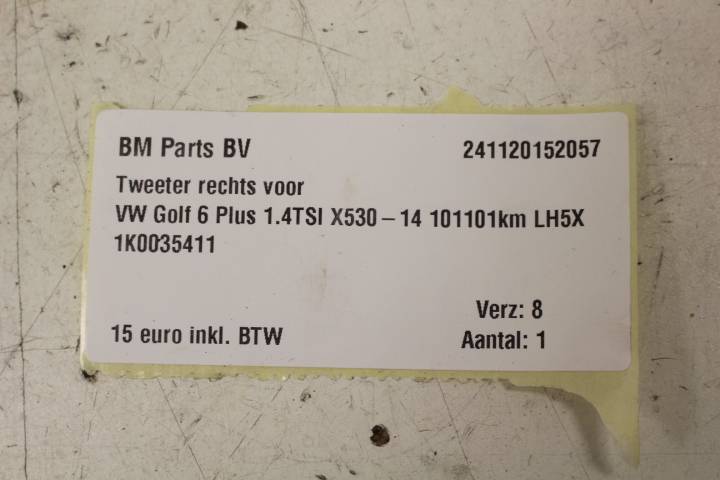 BM Parts BV 241120152057
Tweeter rechts voor
VW Golf 6 Plus 1.4TSI X530-14 101101km LH5X
1K0035411
Verz: 8
15 euro inkl. BTW Aantal: 1